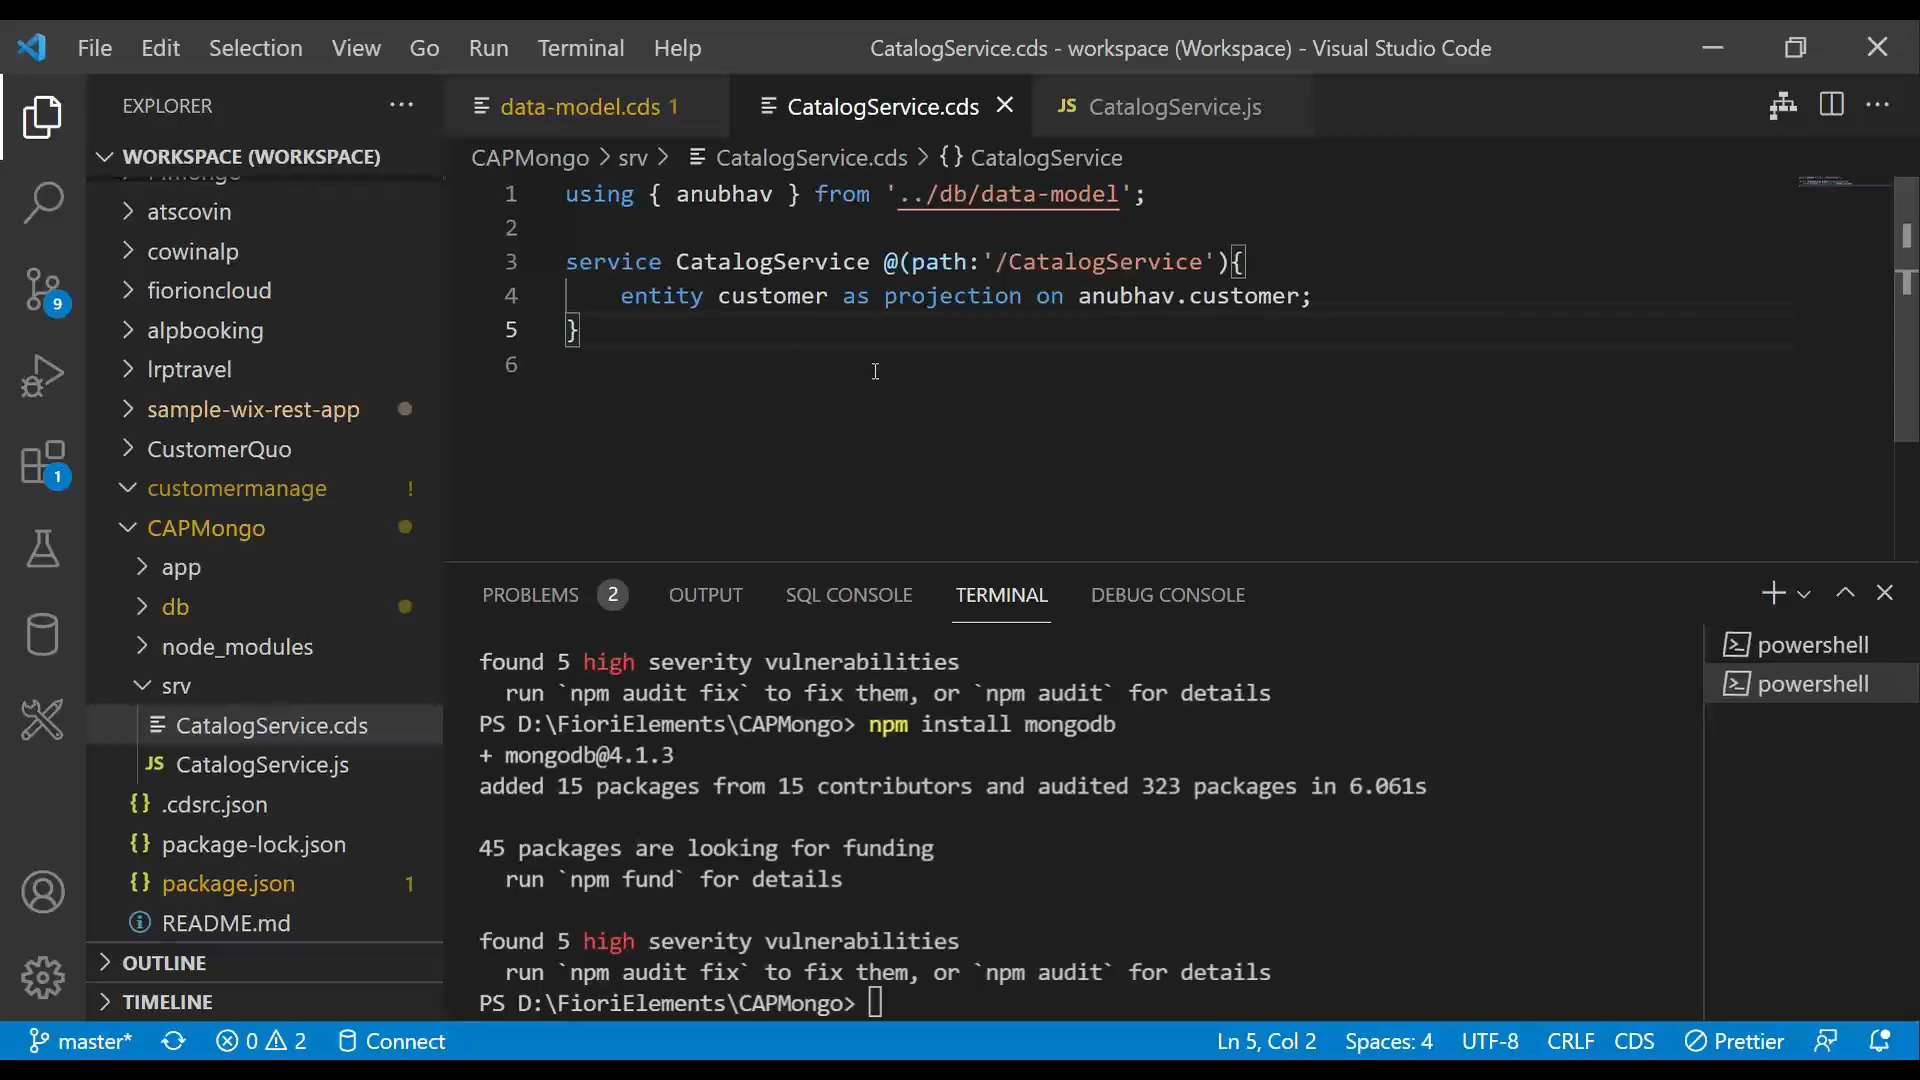 File Edit Selection View Go Run Terminal Help CatalogService.cds - workspace (Workspace) - Visual Studio Code
EXPLORER
WORKSPACE (WORKSPACE)
atscovin
cowinalp
fiorioncloud
alpbooking
lrptravel
sample-wix-rest-app
CustomerQuo
customermanage !
CAPMongo
app
db
node_modules
srv
CatalogService.cds
JS CatalogService.js
{} .cdsrc.json
{} package-lock.json
{} package.json 1
README.md
OUTLINE
TIMELINE
9
1
data-model.cds 1 CatalogService.cds JS CatalogService.js
CAPMongo > srv > CatalogService.cds > {} CatalogService
1 using { anubhav } from '../db/data-model';
2
3 service CatalogService @(path:'/CatalogService'){
4 entity customer as projection on anubhav.customer;
5 }
6
PROBLEMS 2 OUTPUT SQL CONSOLE TERMINAL DEBUG CONSOLE
found 5 high severity vulnerabilities
run `npm audit fix` to fix them, or `npm audit` for details
PS D:\FioriElements\CAPMongo> npm install mongodb
+ mongodb@4.1.3
added 15 packages from 15 contributors and audited 323 packages in 6.061s
45 packages are looking for funding
run `npm fund` for details
found 5 high severity vulnerabilities
run `npm audit fix` to fix them, or `npm audit` for details
PS D:\FioriElements\CAPMongo>
powershell
powershell
master* 0 2 Connect Ln 5, Col 2 Spaces: 4 UTF-8 CRLF CDS Prettier